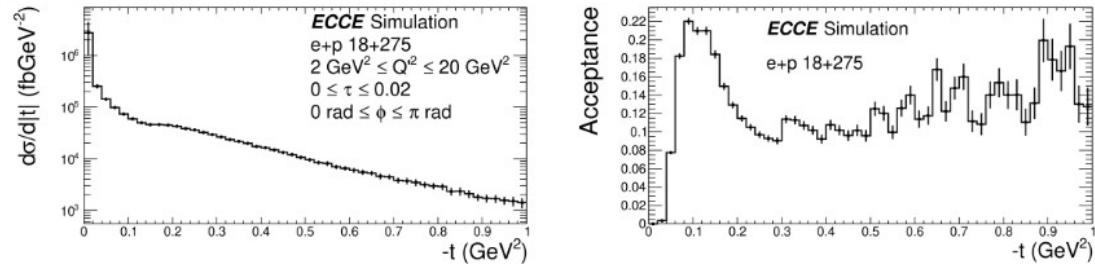 ECCE Simulation
e+p 18+275
2 GeV² ≤ Q'² ≤ 20 GeV²
0 ≤ τ ≤ 0.02
0 rad ≤ ϕ ≤ π rad
dσ/d|t| (fbGeV⁻²)
10⁶
10⁵
10⁴
10³
0 0.1 0.2 0.3 0.4 0.5 0.6 0.7 0.8 0.9 1
-t (GeV²)
ECCE Simulation
e+p 18+275
Acceptance
0.22
0.2
0.18
0.16
0.14
0.12
0.1
0.08
0.06
0.04
0.02
0
0 0.1 0.2 0.3 0.4 0.5 0.6 0.7 0.8 0.9 1
-t (GeV²)